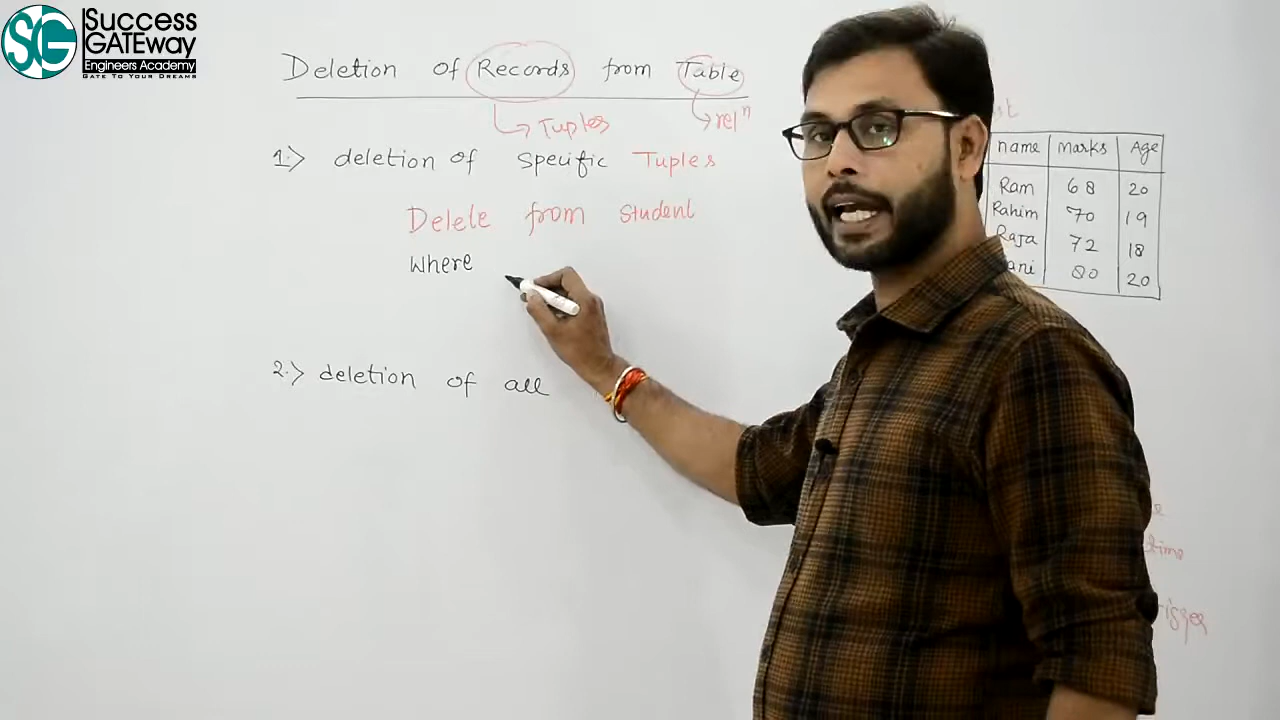 SG Success
GATEway
Engineers Academy
GATE TO YOUR DREAMS
Deletion of Records from Table
Tuples
relⁿ
1.> deletion of specific Tuples
Delete from student
Where
2.> deletion of all
name Marks Age
Ram 68 20
Rahim 70 19
Raja 72 18
80 20